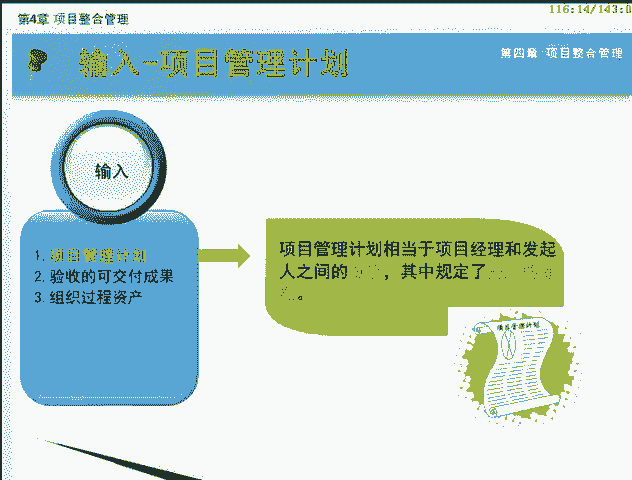 第4章 项目整合管理
116:14/143:0
输入-项目管理计划
第四章 项目整合管理
输入
1. 项目管理计划
2. 验收的可交付成果
3. 组织过程资产
项目管理计划相当于项目经理和发起
人之间的 ，其中规定了
。
项目管理计划